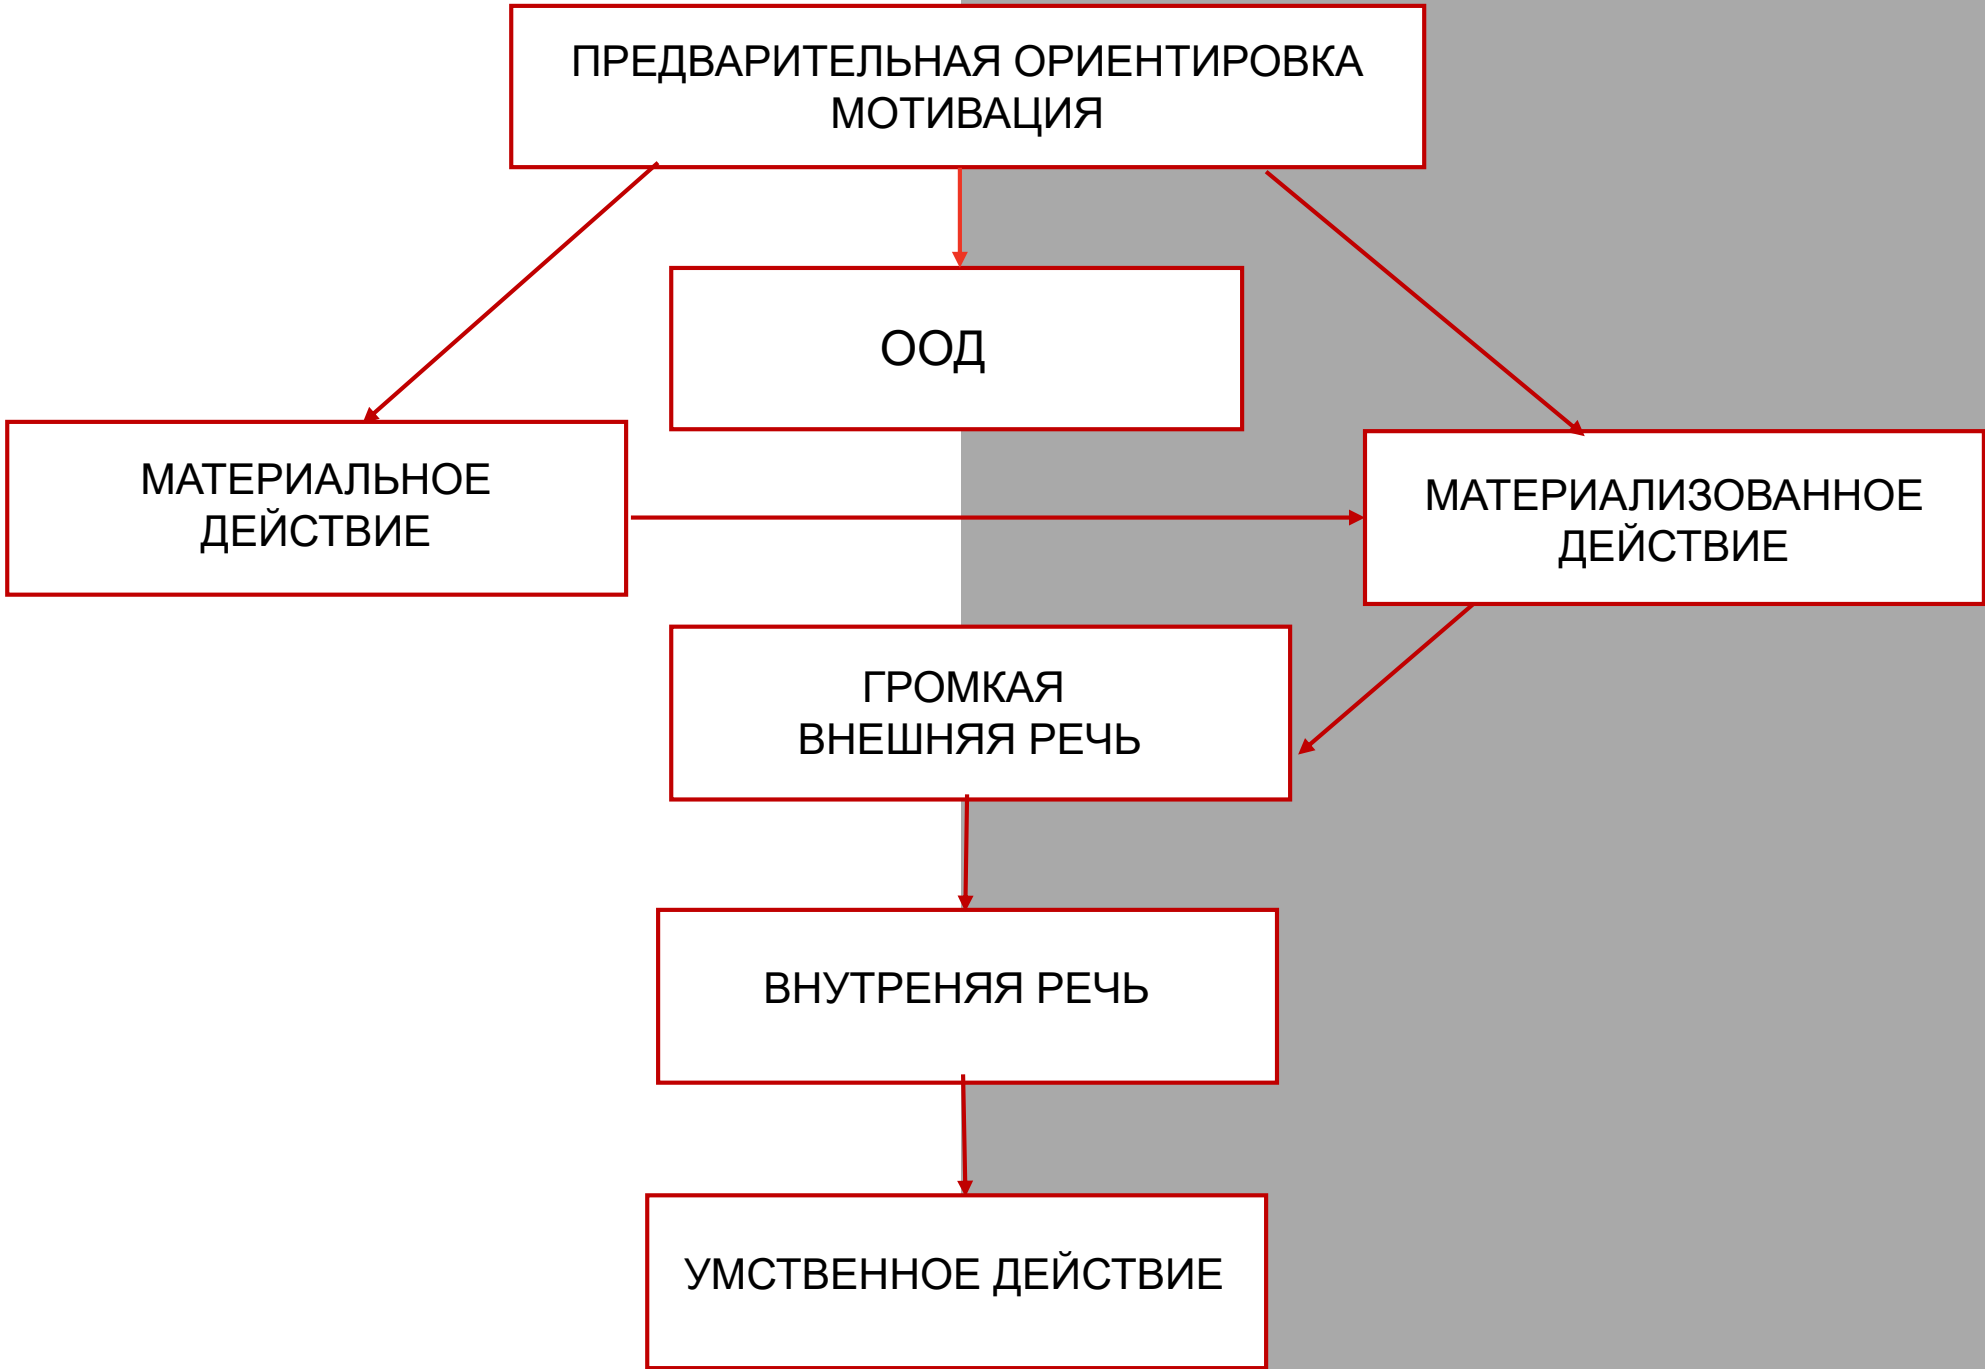 ПРЕДВАРИТЕЛЬНАЯ ОРИЕНТИРОВКА
МОТИВАЦИЯ
ООД
МАТЕРИАЛЬНОЕ
ДЕЙСТВИЕ
МАТЕРИАЛИЗОВАННОЕ
ДЕЙСТВИЕ
ГРОМКАЯ
ВНЕШНЯЯ РЕЧЬ
ВНУТРЕНЯЯ РЕЧЬ
УМСТВЕННОЕ ДЕЙСТВИЕ